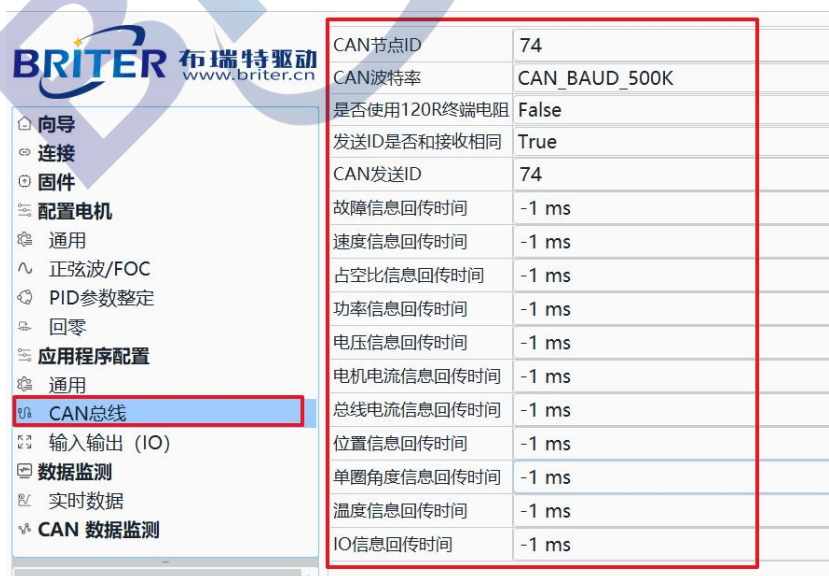 BRITER 布瑞特驱动
www.briter.cn
向导
连接
固件
配置电机
通用
正弦波/FOC
PID参数整定
回零
应用程序配置
通用
CAN总线
输入输出（IO）
数据监测
实时数据
CAN 数据监测
CAN节点ID 74
CAN波特率 CAN_BAUD_500K
是否使用120R终端电阻 False
发送ID是否和接收相同 True
CAN发送ID 74
故障信息回传时间 -1 ms
速度信息回传时间 -1 ms
占空比信息回传时间 -1 ms
功率信息回传时间 -1 ms
电压信息回传时间 -1 ms
电机电流信息回传时间 -1 ms
总线电流信息回传时间 -1 ms
位置信息回传时间 -1 ms
单圈角度信息回传时间 -1 ms
温度信息回传时间 -1 ms
IO信息回传时间 -1 ms